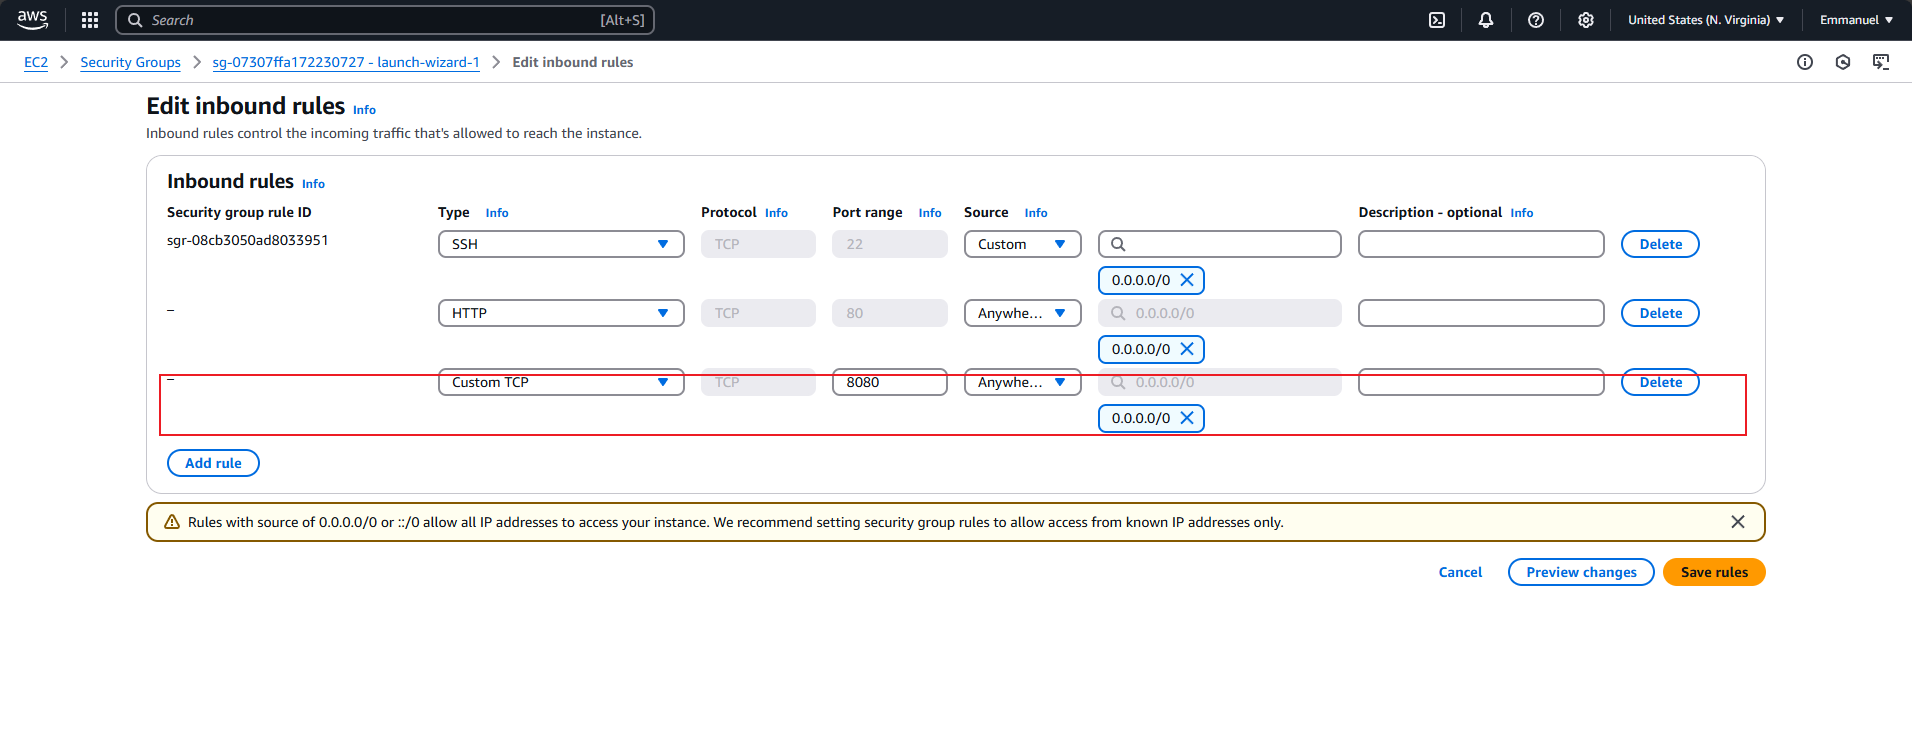 aws Search [Alt+S] United States (N. Virginia) Emmanuel
EC2 Security Groups sg-07307ffa172230727 - launch-wizard-1 Edit inbound rules
Edit inbound rules Info
Inbound rules control the incoming traffic that's allowed to reach the instance.
Inbound rules Info
Security group rule ID Type Info Protocol Info Port range Info Source Info Description - optional Info
sgr-08cb3050ad8033951 SSH TCP 22 Custom Delete
0.0.0.0/0
– HTTP TCP 80 Anywhe... 0.0.0.0/0 Delete
0.0.0.0/0
– Custom TCP TCP 8080 Anywhe... 0.0.0.0/0 Delete
0.0.0.0/0
Add rule
Rules with source of 0.0.0.0/0 or ::/0 allow all IP addresses to access your instance. We recommend setting security group rules to allow access from known IP addresses only.
Cancel Preview changes Save rules